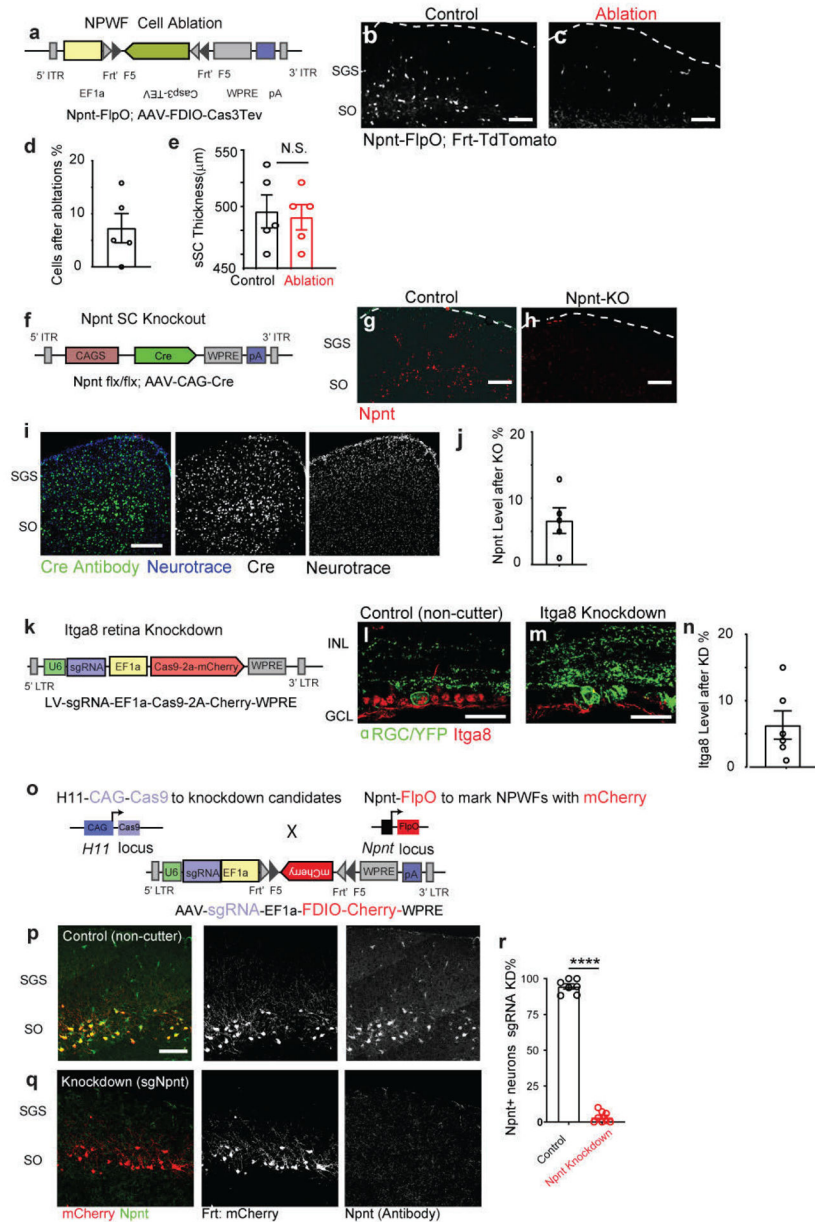 a
NPWF Cell Ablation
5' ITR
Frt' F5
Frt' F5
3' ITR
EF1a
Casp3-TEV
WPRE
pA
Npnt-FlpO; AAV-FDIO-Cas3Tev
Control
Ablation
b
c
SGS
SO
Npnt-FlpO; Frt-TdTomato
d
Cells after abltations %
20
10
0
e
N.S.
sSC Thickness(μm)
550
500
450
Control
Ablation
f
Npnt SC Knockout
5' ITR
3' ITR
CAGS
Cre
WPRE
pA
Npnt flx/flx; AAV-CAG-Cre
Control
Npnt-KO
g
h
SGS
SO
Npnt
i
SGS
SO
Cre Antibody Neurotrace
Cre
Neurotrace
j
Npnt Level after KO %
20
10
0
k
Itga8 retina Knockdown
U6
sgRNA
EF1a
Cas9-2a-mCherry
WPRE
5' LTR
3' LTR
LV-sgRNA-EF1a-Cas9-2A-Cherry-WPRE
Control (non-cutter)
Itga8 Knockdown
l
m
INL
GCL
αRGC/YFP Itga8
n
Itga8 Level after KD %
20
10
0
o
H11-CAG-Cas9 to knockdown candidates
Npnt-FlpO to mark NPWFs with mCherry
CAG
Cas9
H11 locus
X
FlpO
Npnt locus
U6
sgRNA
EF1a
mCherry
WPRE
pA
5' LTR
Frt' F5
Frt' F5
3' LTR
AAV-sgRNA-EF1a-FDIO-Cherry-WPRE
p
Control (non-cutter)
SGS
SO
q
Knockdown (sgNpnt)
SGS
SO
mCherry Npnt
Frt: mCherry
Npnt (Antibody)
r
****
Npnt+ neurons sgRNA KD%
100
75
50
25
0
Control
Npnt Knockdown